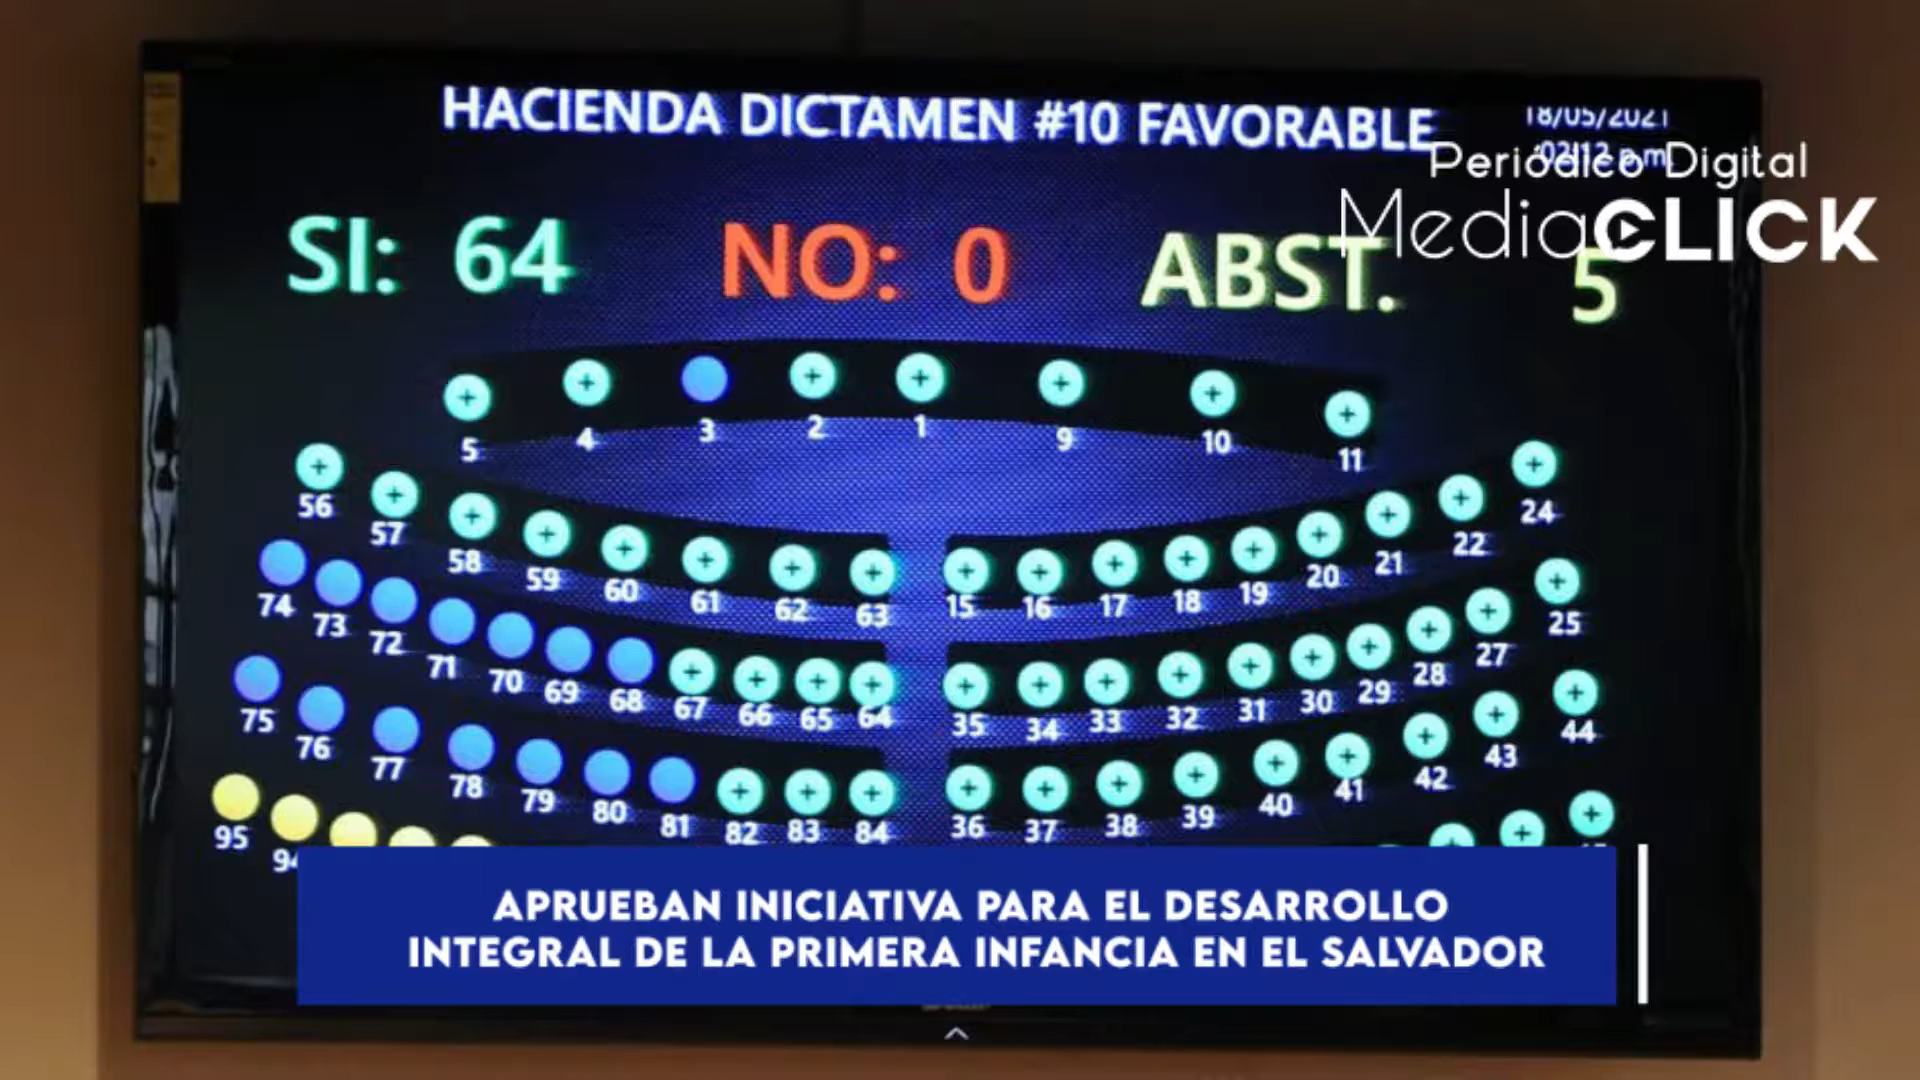 HACIENDA DICTAMEN #10 FAVORABLE
18/05/2021
02:12 p.m.
Periódico Digital
MediaCLICK
SI: 64 NO: 0 ABST. 5
5 4 3 2 1 9 10 11
56 57 58 59 60 61 62 63 15 16 17 18 19 20 21 22 24
74 73 72 71 70 69 68 67 66 65 64 35 34 33 32 31 30 29 28 27 25
75 76 77 78 79 80 81 82 83 84 36 37 38 39 40 41 42 43 44
95 94
APRUEBAN INICIATIVA PARA EL DESARROLLO
INTEGRAL DE LA PRIMERA INFANCIA EN EL SALVADOR